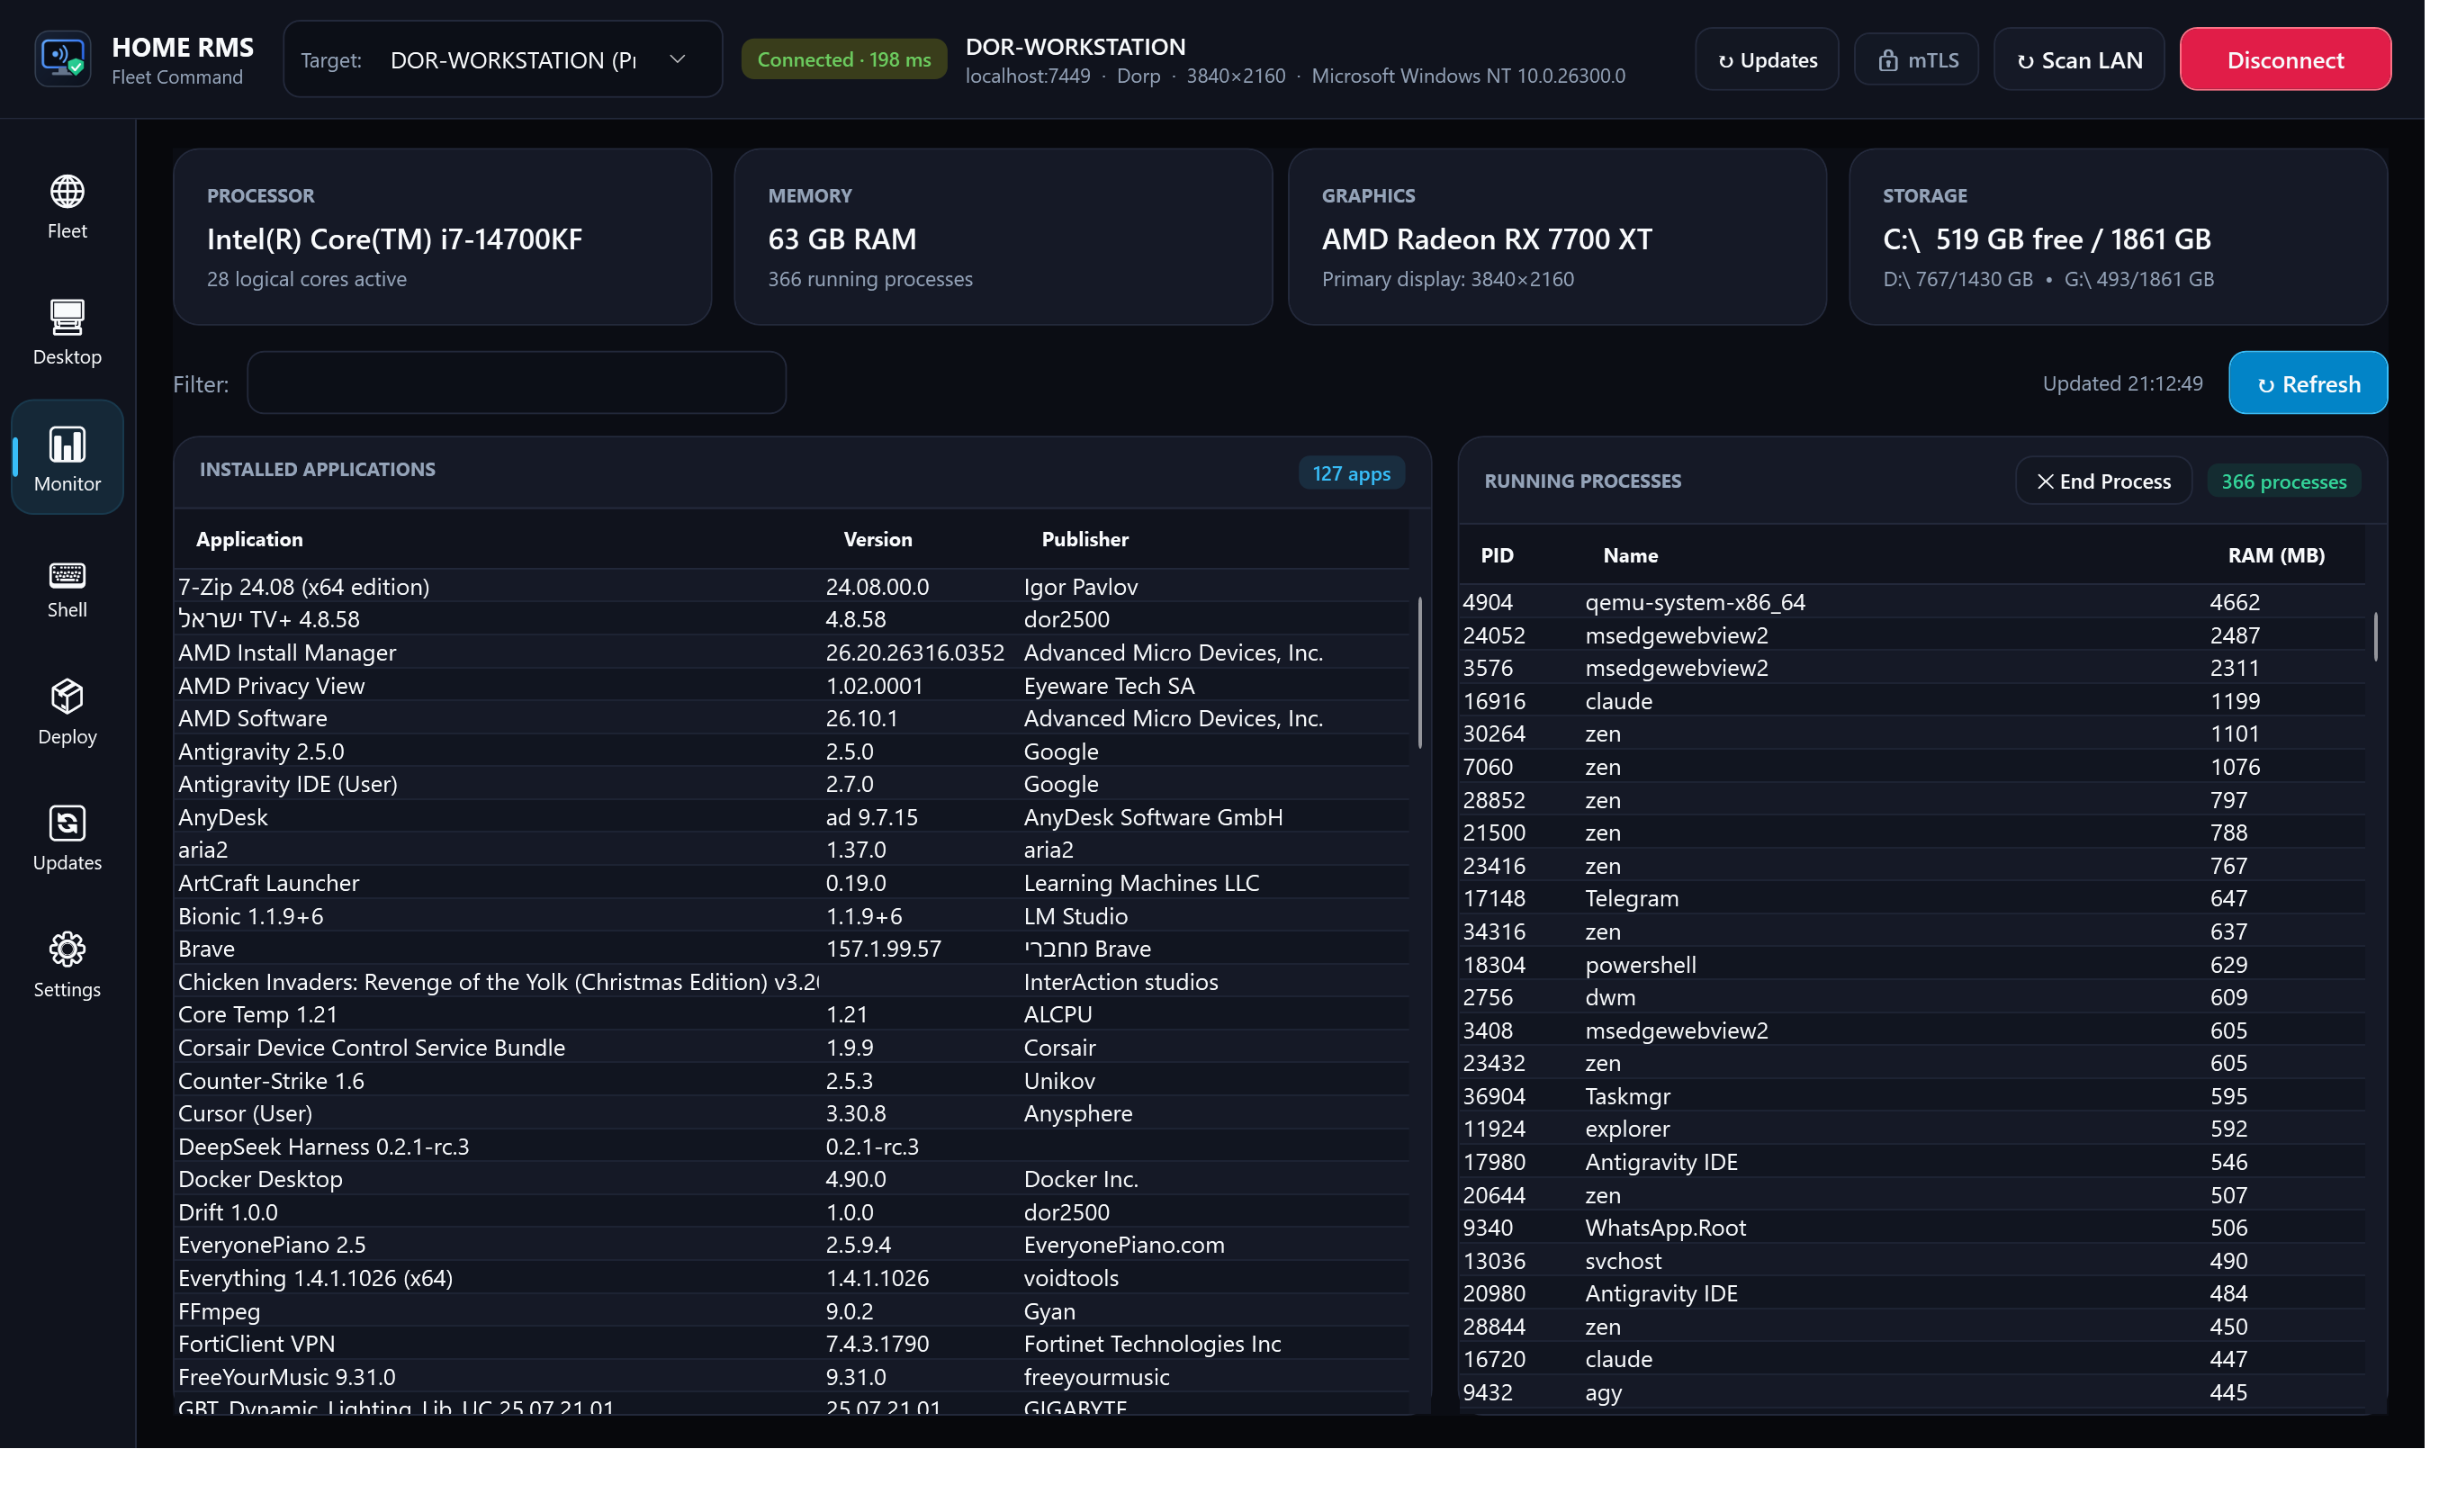 HOME RMS
Fleet Command
Target: DOR-WORKSTATION (Pr
Connected · 198 ms
DOR-WORKSTATION
localhost:7449 · Dorp · 3840×2160 · Microsoft Windows NT 10.0.26300.0
↻ Updates
mTLS
↻ Scan LAN
Disconnect
Fleet
Desktop
Monitor
Shell
Deploy
Updates
Settings
PROCESSOR
Intel(R) Core(TM) i7-14700KF
28 logical cores active
MEMORY
63 GB RAM
366 running processes
GRAPHICS
AMD Radeon RX 7700 XT
Primary display: 3840×2160
STORAGE
C:\ 519 GB free / 1861 GB
D:\ 767/1430 GB • G:\ 493/1861 GB
Filter:
Updated 21:12:49
↻ Refresh
INSTALLED APPLICATIONS
127 apps
Application Version Publisher
7-Zip 24.08 (x64 edition) 24.08.00.0 Igor Pavlov
ישראל TV+ 4.8.58 4.8.58 dor2500
AMD Install Manager 26.20.26316.0352 Advanced Micro Devices, Inc.
AMD Privacy View 1.02.0001 Eyeware Tech SA
AMD Software 26.10.1 Advanced Micro Devices, Inc.
Antigravity 2.5.0 2.5.0 Google
Antigravity IDE (User) 2.7.0 Google
AnyDesk ad 9.7.15 AnyDesk Software GmbH
aria2 1.37.0 aria2
ArtCraft Launcher 0.19.0 Learning Machines LLC
Bionic 1.1.9+6 1.1.9+6 LM Studio
Brave 157.1.99.57 מחברי Brave
Chicken Invaders: Revenge of the Yolk (Christmas Edition) v3.20 InterAction studios
Core Temp 1.21 1.21 ALCPU
Corsair Device Control Service Bundle 1.9.9 Corsair
Counter-Strike 1.6 2.5.3 Unikov
Cursor (User) 3.30.8 Anysphere
DeepSeek Harness 0.2.1-rc.3 0.2.1-rc.3
Docker Desktop 4.90.0 Docker Inc.
Drift 1.0.0 1.0.0 dor2500
EveryonePiano 2.5 2.5.9.4 EveryonePiano.com
Everything 1.4.1.1026 (x64) 1.4.1.1026 voidtools
FFmpeg 9.0.2 Gyan
FortiClient VPN 7.4.3.1790 Fortinet Technologies Inc
FreeYourMusic 9.31.0 9.31.0 freeyourmusic
GBT_Dynamic_Lighting_Lib_UC 25.07.21.01 25.07.21.01 GIGABYTE
RUNNING PROCESSES
End Process
366 processes
PID Name RAM (MB)
4904 qemu-system-x86_64 4662
24052 msedgewebview2 2487
3576 msedgewebview2 2311
16916 claude 1199
30264 zen 1101
7060 zen 1076
28852 zen 797
21500 zen 788
23416 zen 767
17148 Telegram 647
34316 zen 637
18304 powershell 629
2756 dwm 609
3408 msedgewebview2 605
23432 zen 605
36904 Taskmgr 595
11924 explorer 592
17980 Antigravity IDE 546
20644 zen 507
9340 WhatsApp.Root 506
13036 svchost 490
20980 Antigravity IDE 484
28844 zen 450
16720 claude 447
9432 agy 445